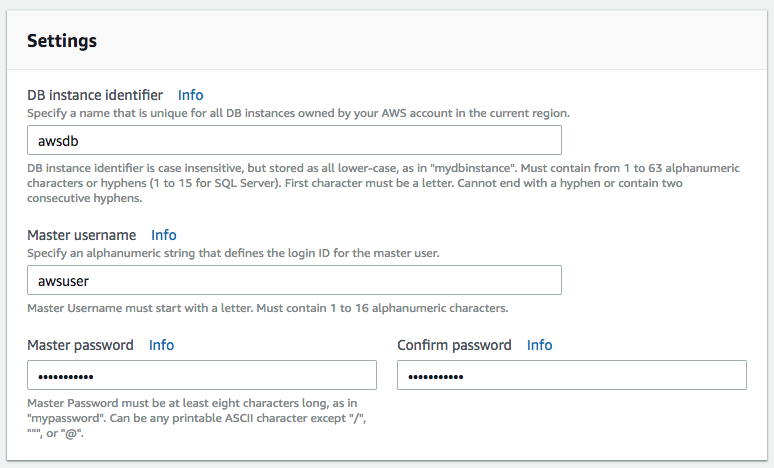 Settings
DB instance identifier Info
Specify a name that is unique for all DB instances owned by your AWS account in the current region.
awsdb
DB instance identifier is case insensitive, but stored as all lower-case, as in "mydbinstance". Must contain from 1 to 63 alphanumeric
characters or hyphens (1 to 15 for SQL Server). First character must be a letter. Cannot end with a hyphen or contain two
consecutive hyphens.
Master username Info
Specify an alphanumeric string that defines the login ID for the master user.
awsuser
Master Username must start with a letter. Must contain 1 to 16 alphanumeric characters.
Master password Info
•••••••••••
Master Password must be at least eight characters long, as in
"mypassword". Can be any printable ASCII character except "/",
""", or "@".
Confirm password Info
•••••••••••